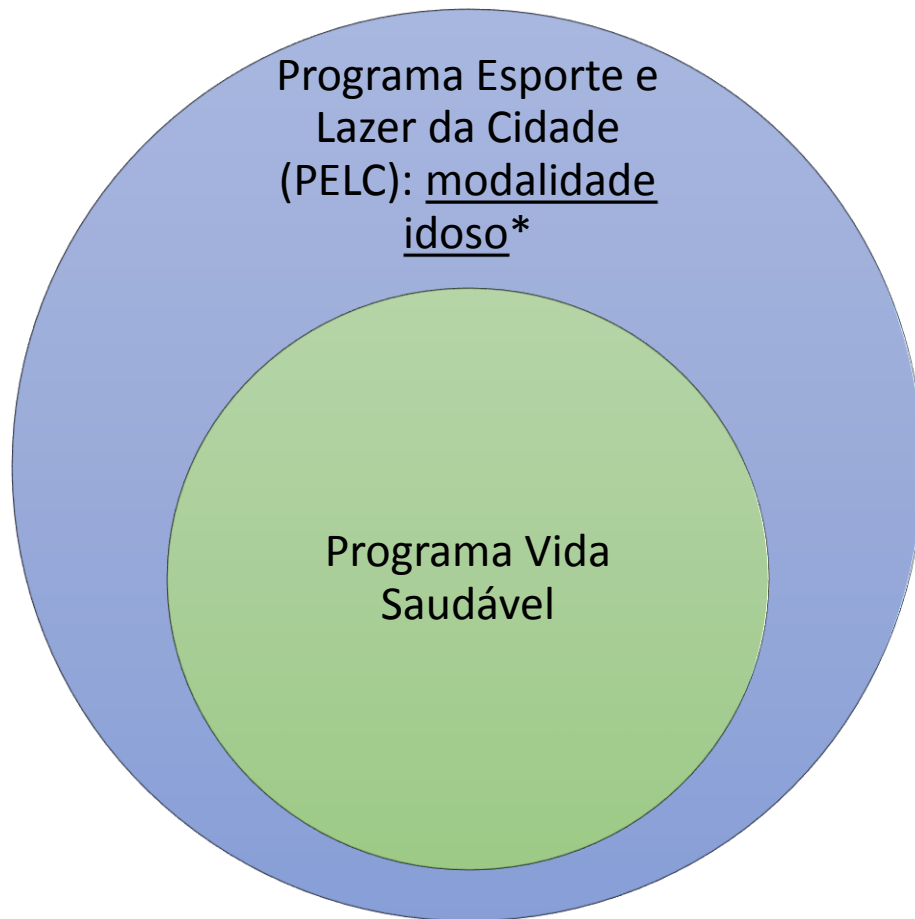 Programa Esporte e
Lazer da Cidade
(PELC): modalidade
idoso*
Programa Vida
Saudável